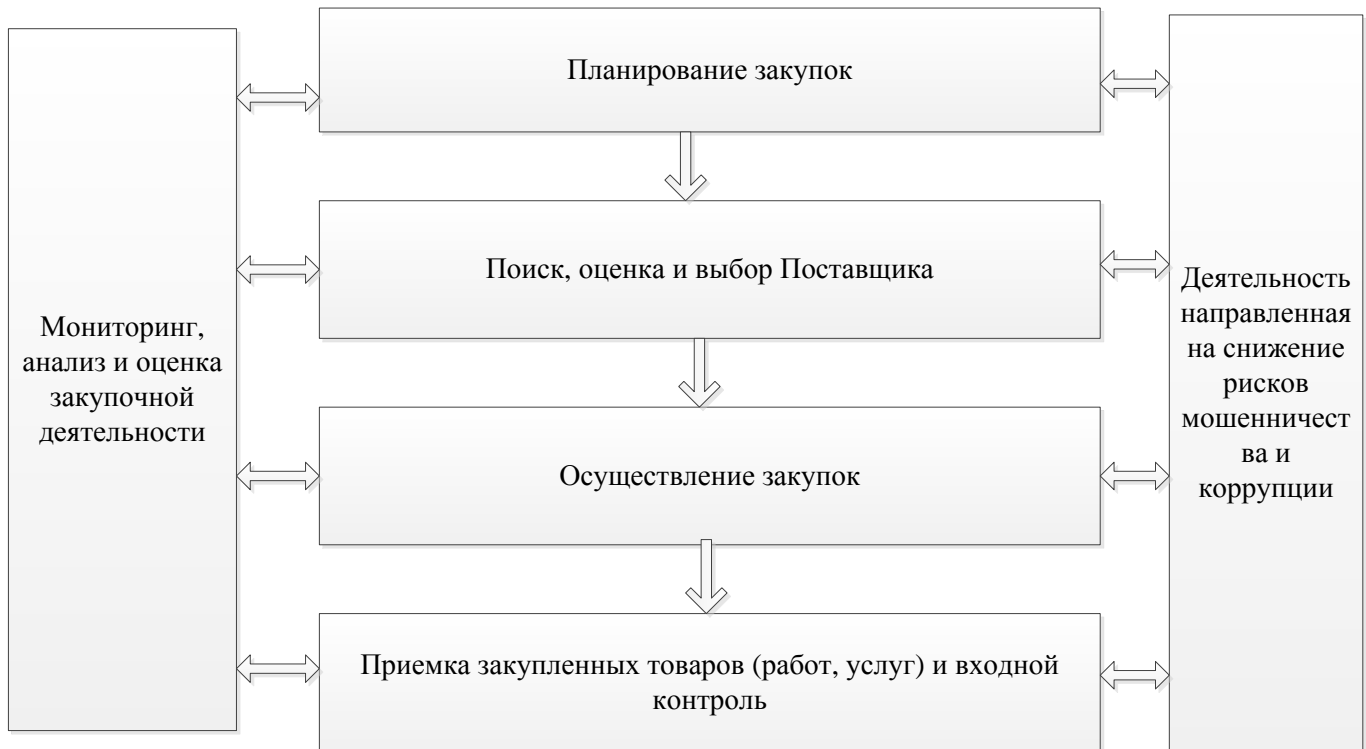 Планирование закупок
Поиск, оценка и выбор Поставщика
Мониторинг,
анализ и оценка
закупочной
деятельности
Деятельность
направленная
на снижение
рисков
мошенничест
ва и
коррупции
Осуществление закупок
Приемка закупленных товаров (работ, услуг) и входной
контроль